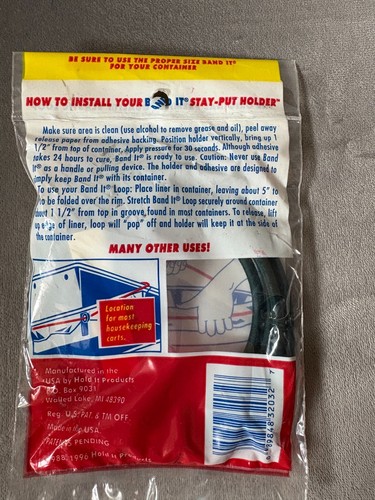 BE SURE TO USE THE PROPER SIZE BAND IT®
FOR YOUR CONTAINER
HOW TO INSTALL YOUR BAND IT® STAY-PUT HOLDER™
Make sure area is clean (use alcohol to remove grease and oil), peel away
release paper from adhesive backing. Position holder vertically, bring up
1 1/2" from top of container. Apply pressure for 30 seconds. Although adhesive
takes 24 hours to cure, Band It® is ready to use. Caution: Never use Band
It® as a handle or pulling device. The holder and adhesive are designed to
simply keep Band It® with its container.
To use your Band It® Loop: Place liner in container, leaving about 5" to
be folded over the rim. Stretch Band It® Loop securely around container
about 1 1/2" from top in groove, found in most containers. To release, lift
up edge of liner, loop will "pop" off and holder will keep it at the side of
the container.
MANY OTHER USES!
Location
for most
housekeeping
carts.
Manufactured in the
USA by Hold It Products
P.O. Box 9031
Walled Lake, MI 48390
Reg. U.S. PAT. & TM OFF.
Made in the USA.
PATENTS PENDING
1988, 1996 Hold It Products
89848 32032 7